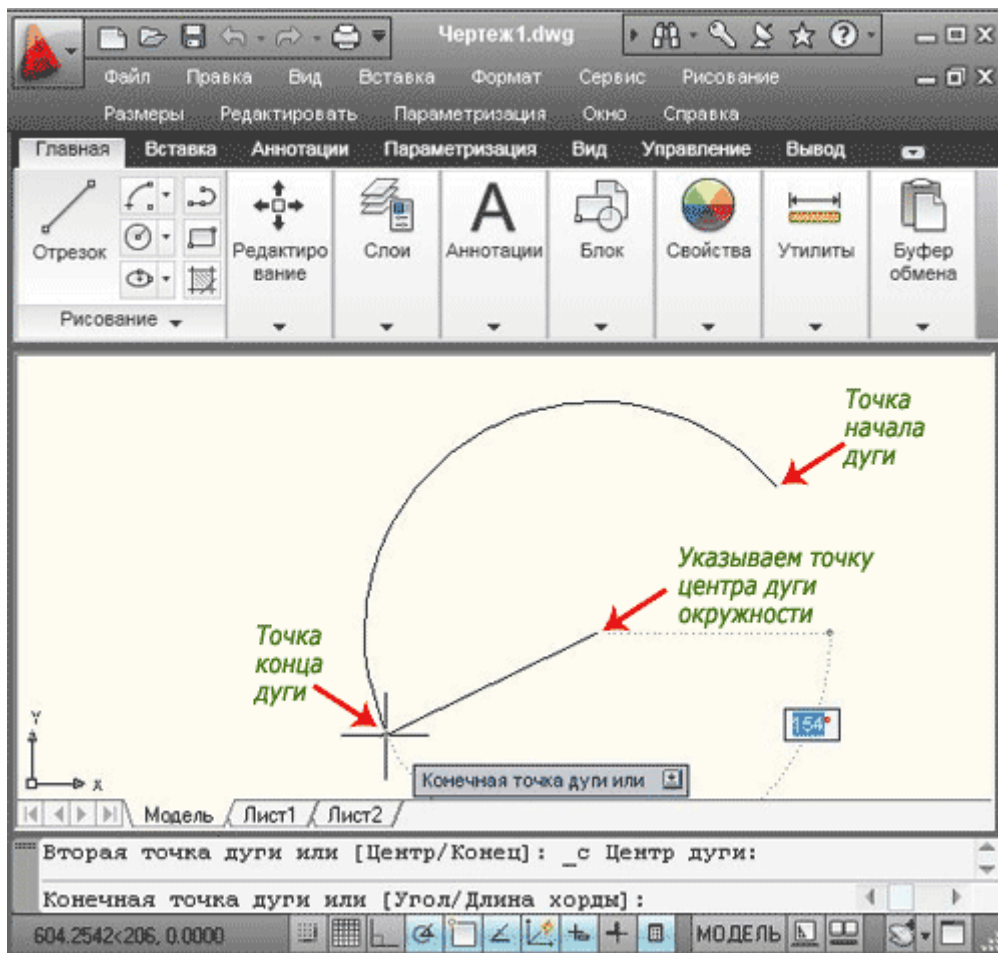 Чертеж1.dwg
Файл Правка Вид Вставка Формат Сервис Рисование
Размеры Редактировать Параметризация Окно Справка
Главная Вставка Аннотации Параметризация Вид Управление Вывод
Отрезок
Редактиро
вание
Слои
Аннотации
Блок
Свойства
Утилиты
Буфер
обмена
Рисование
Точка
начала
дуги
Указываем точку
центра дуги
окружности
Точка
конца
дуги
154°
Y
X
Конечная точка дуги или
Модель Лист1 Лист2
Вторая точка дуги или [Центр/Конец]: _c Центр дуги:
Конечная точка дуги или [Угол/Длина хорды]:
604.2542<206, 0.0000 МОДЕЛЬ